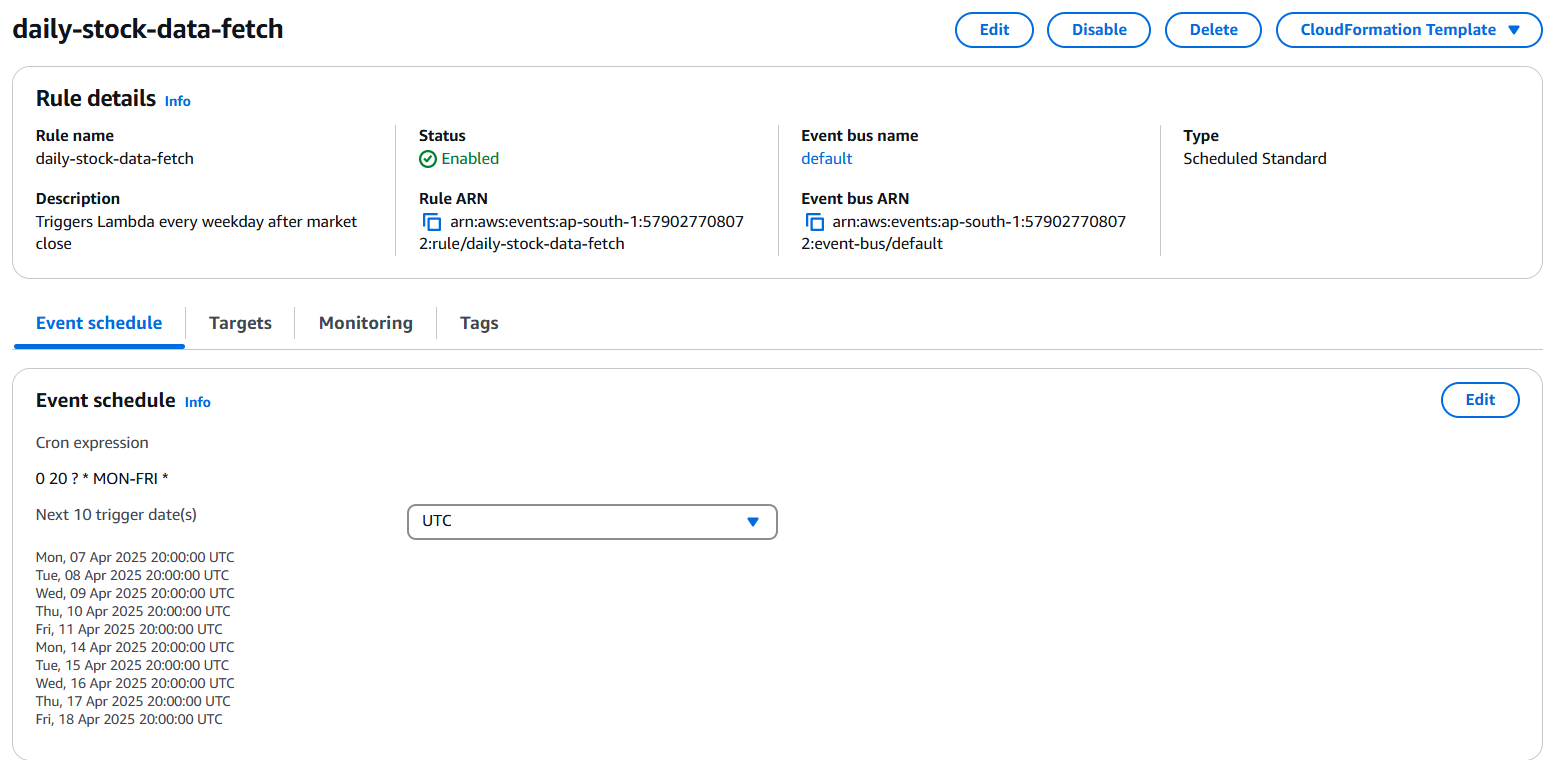 daily-stock-data-fetch
Edit
Disable
Delete
CloudFormation Template
Rule details Info
Rule name
daily-stock-data-fetch
Description
Triggers Lambda every weekday after market
close
Status
Enabled
Rule ARN
arn:aws:events:ap-south-1:57902770807
2:rule/daily-stock-data-fetch
Event bus name
default
Event bus ARN
arn:aws:events:ap-south-1:57902770807
2:event-bus/default
Type
Scheduled Standard
Event schedule
Targets
Monitoring
Tags
Event schedule Info
Edit
Cron expression
0 20 ? * MON-FRI *
Next 10 trigger date(s)
UTC
Mon, 07 Apr 2025 20:00:00 UTC
Tue, 08 Apr 2025 20:00:00 UTC
Wed, 09 Apr 2025 20:00:00 UTC
Thu, 10 Apr 2025 20:00:00 UTC
Fri, 11 Apr 2025 20:00:00 UTC
Mon, 14 Apr 2025 20:00:00 UTC
Tue, 15 Apr 2025 20:00:00 UTC
Wed, 16 Apr 2025 20:00:00 UTC
Thu, 17 Apr 2025 20:00:00 UTC
Fri, 18 Apr 2025 20:00:00 UTC